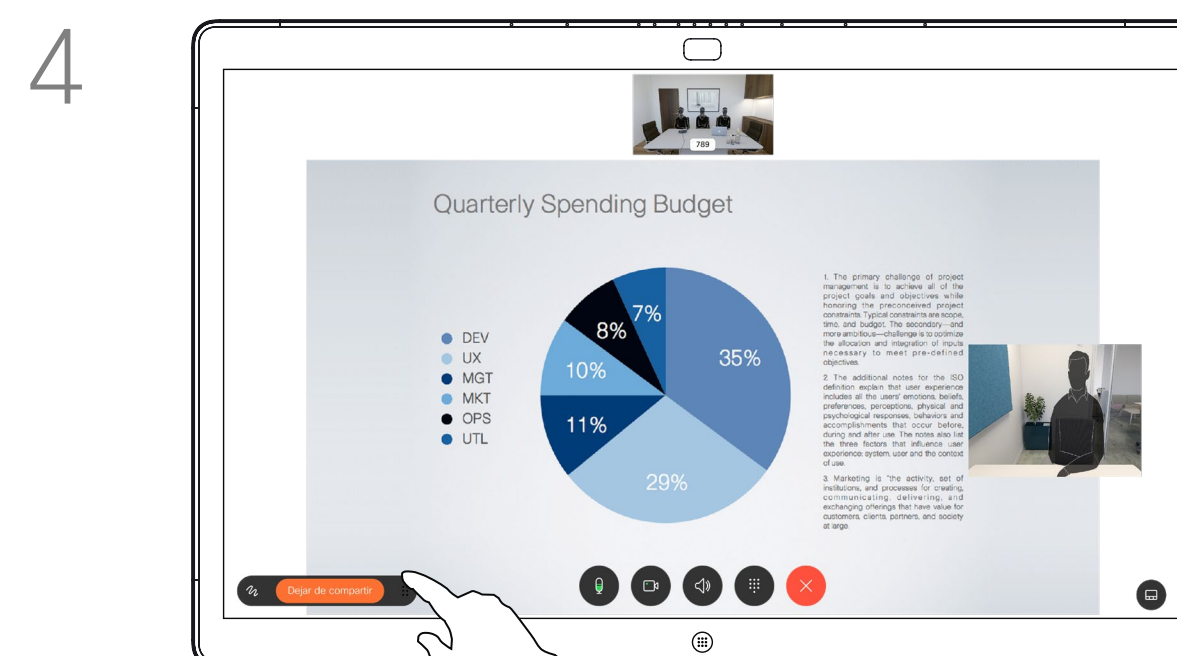 4
789
Quarterly Spending Budget
DEV
UX
MGT
MKT
OPS
UTL
7%
8%
35%
10%
11%
29%
1. The primary challenge of project
management is to achieve all of the
project goals and objectives while
honoring the preconceived project
constraints. Typical constraints are scope,
time, and budget. The secondary—and
more ambitious—challenge is to optimize
the allocation and integration of inputs
necessary to meet pre-defined
objectives.
2. The additional notes for the ISO
definition explain that user experience
includes all the users' emotions, beliefs,
preferences, perceptions, physical and
psychological responses, behaviors and
accomplishments that occur before,
during and after use. The notes also list
the three factors that influence user
experience: system, user and the context
of use.
3. Marketing is "the activity, set of
institutions, and processes for creating,
communicating, delivering, and
exchanging offerings that have value for
customers, clients, partners, and society
at large.
Dejar de compartir